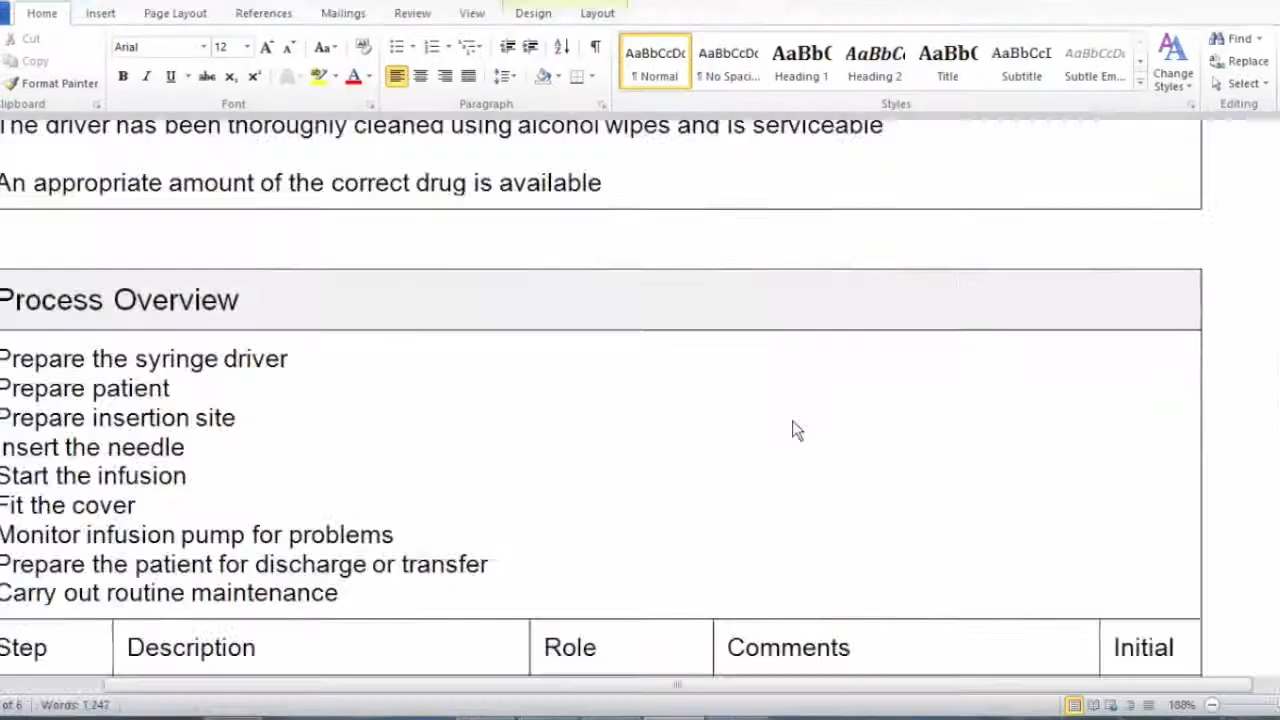 Home Insert Page Layout References Mailings Review View Design Layout
Cut
Copy
Format Painter
lipboard
Arial 12
Font
Paragraph
AaBbCcDc AaBbCcDc AaBbC AaBbCc AaBbC AaBbCcI AaBbCcDc
¶ Normal ¶ No Spaci... Heading 1 Heading 2 Title Subtitle Subtle Em...
Styles
Change
Styles
Find
Replace
Select
Editing
The driver has been thoroughly cleaned using alcohol wipes and is serviceable
An appropriate amount of the correct drug is available
Process Overview
Prepare the syringe driver
Prepare patient
Prepare insertion site
nsert the needle
Start the infusion
Fit the cover
Monitor infusion pump for problems
Prepare the patient for discharge or transfer
Carry out routine maintenance
Step Description Role Comments Initial
of 6 Words: 1,247 188%